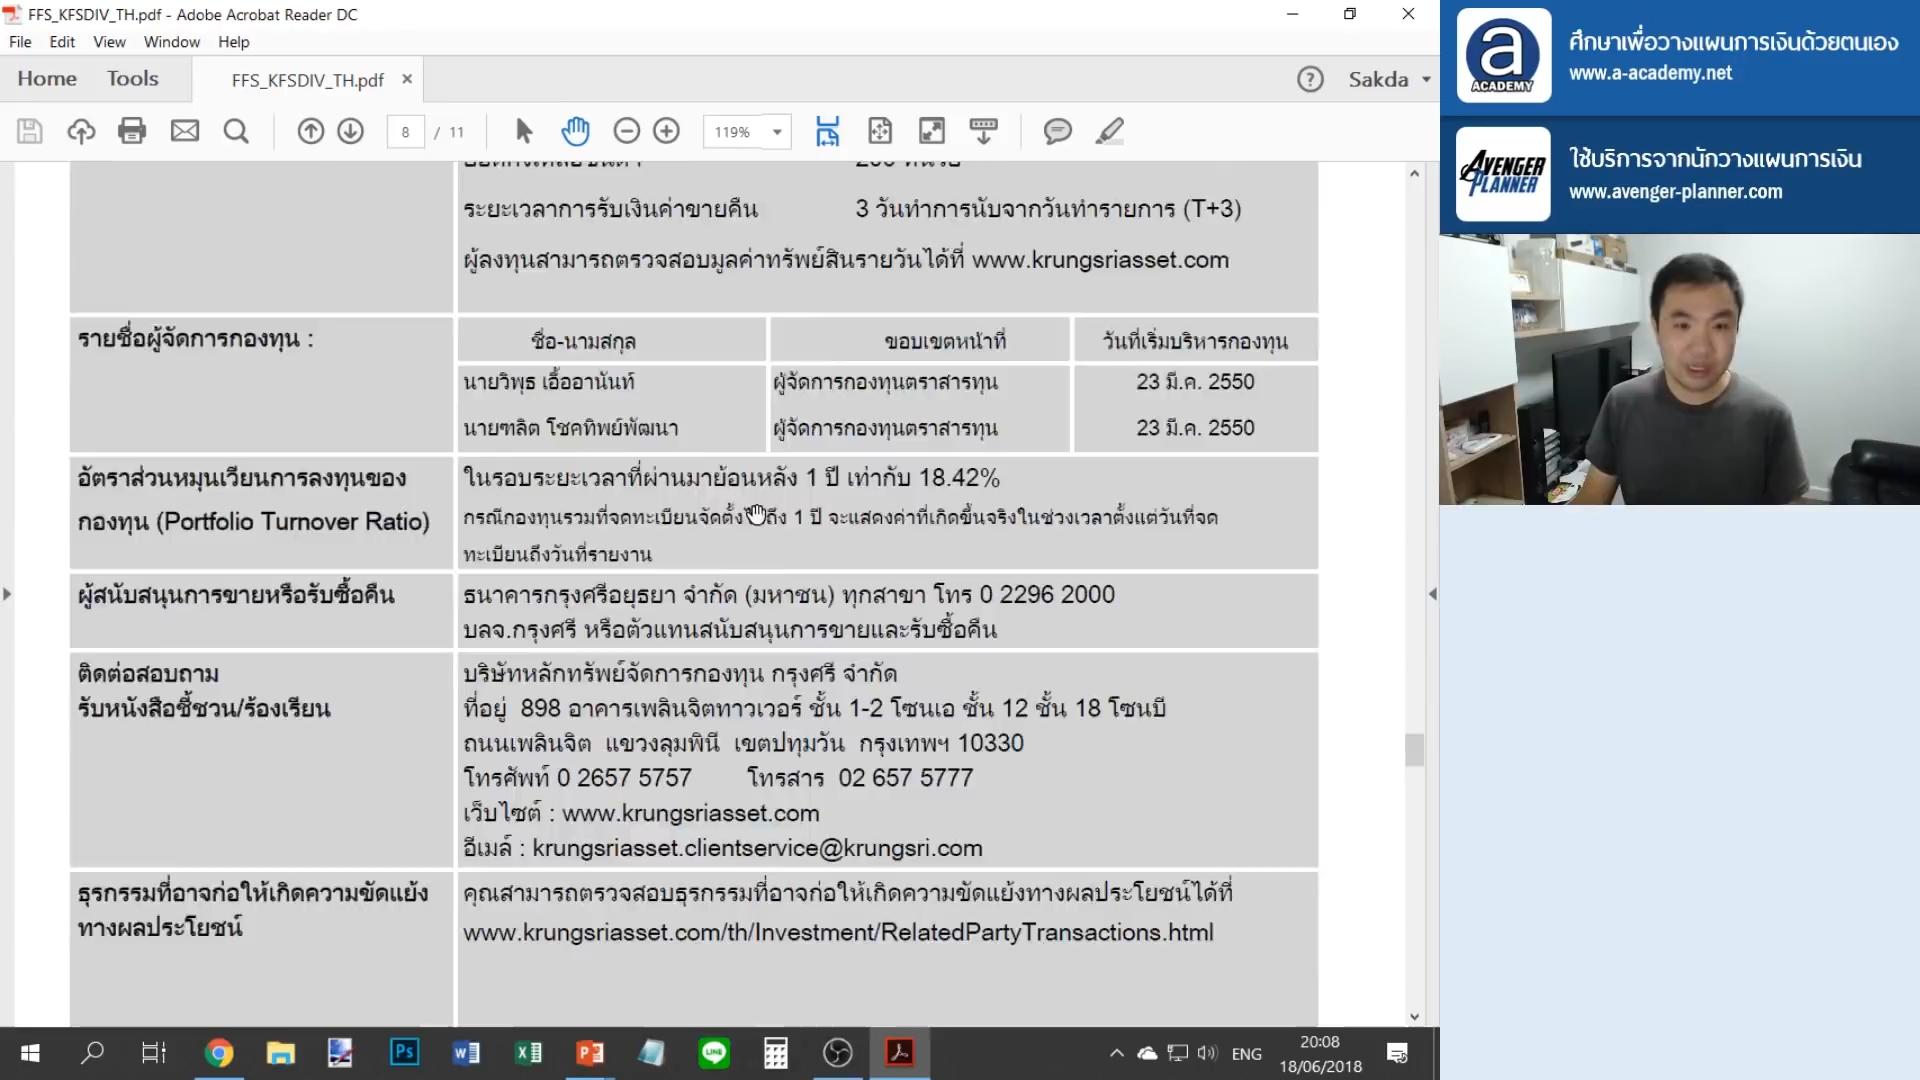 FFS_KFSDIV_TH.pdf - Adobe Acrobat Reader DC
File Edit View Window Help
Home Tools FFS_KFSDIV_TH.pdf × Sakda
8 / 11 119%
ระยะเวลาการรับเงินค่าขายคืน 3 วันทำการนับจากวันทำรายการ (T+3)
ผู้ลงทุนสามารถตรวจสอบมูลค่าทรัพย์สินรายวันได้ที่ www.krungsriasset.com
รายชื่อผู้จัดการกองทุน : ชื่อ-นามสกุล ขอบเขตหน้าที่ วันที่เริ่มบริหารกองทุน
นายวิพุธ เอื้ออานันท์ ผู้จัดการกองทุนตราสารทุน 23 มี.ค. 2550
นายฑลิต โชคทิพย์พัฒนา ผู้จัดการกองทุนตราสารทุน 23 มี.ค. 2550
อัตราส่วนหมุนเวียนการลงทุนของ
กองทุน (Portfolio Turnover Ratio)
ในรอบระยะเวลาที่ผ่านมาย้อนหลัง 1 ปี เท่ากับ 18.42%
กรณีกองทุนรวมที่จดทะเบียนจัดตั้งไม่ถึง 1 ปี จะแสดงค่าที่เกิดขึ้นจริงในช่วงเวลาตั้งแต่วันที่จด
ทะเบียนถึงวันที่รายงาน
ผู้สนับสนุนการขายหรือรับซื้อคืน
ธนาคารกรุงศรีอยุธยา จำกัด (มหาชน) ทุกสาขา โทร 0 2296 2000
บลจ.กรุงศรี หรือตัวแทนสนับสนุนการขายและรับซื้อคืน
ติดต่อสอบถาม
รับหนังสือชี้ชวน/ร้องเรียน
บริษัทหลักทรัพย์จัดการกองทุน กรุงศรี จำกัด
ที่อยู่ 898 อาคารเพลินจิตทาวเวอร์ ชั้น 1-2 โซนเอ ชั้น 12 ชั้น 18 โซนบี
ถนนเพลินจิต แขวงลุมพินี เขตปทุมวัน กรุงเทพฯ 10330
โทรศัพท์ 0 2657 5757 โทรสาร 02 657 5777
เว็บไซต์ : www.krungsriasset.com
อีเมล์ : krungsriasset.clientservice@krungsri.com
ธุรกรรมที่อาจก่อให้เกิดความขัดแย้ง
ทางผลประโยชน์
คุณสามารถตรวจสอบธุรกรรมที่อาจก่อให้เกิดความขัดแย้งทางผลประโยชน์ได้ที่
www.krungsriasset.com/th/Investment/RelatedPartyTransactions.html
ENG
20:08
18/06/2018
a
ACADEMY
ศึกษาเพื่อวางแผนการเงินด้วยตนเอง
www.a-academy.net
AVENGER
PLANNER
ใช้บริการจากนักวางแผนการเงิน
www.avenger-planner.com
Ps
LINE